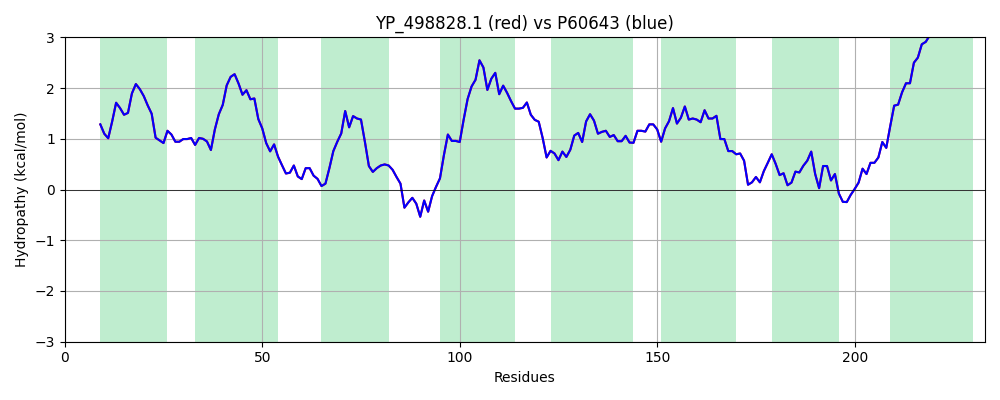 YP_498828.1 (red) vs P60643 (blue)
Hydropathy (kcal/mol)
3
2
1
0
−1
−2
−3
0 50 100 150 200
Residues